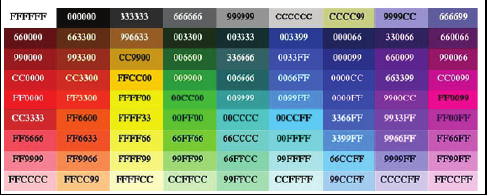 FFFFFF 000000 333333 666666 999999 CCCCCC CCCC99 9999CC 666699
660000 663300 996633 003300 003333 003399 000066 330066 660066
990000 993300 CC9900 006600 336666 0033FF 000099 660099 990066
CC0000 CC3300 FFCC00 009900 006666 0066FF 0000CC 663399 CC0099
FF0000 FF3300 FFFF00 00CC00 009999 0099FF 0000FF 9900CC FF0099
CC3333 FF6600 FFFF33 00FF00 00CCCC 00CCFF 3366FF 9933FF FF00FF
FF6666 FF6633 FFFF66 66FF66 66CCCC 00FFFF 3399FF 9966FF FF66FF
FF9999 FF9966 FFFF99 99FF99 66FFCC 99FFFF 66CCFF 9999FF FF99FF
FFCCCC FFCC99 FFFFCC CCFFCC 99FFCC CCFFFF 99CCFF CCCCFF FFCCFF